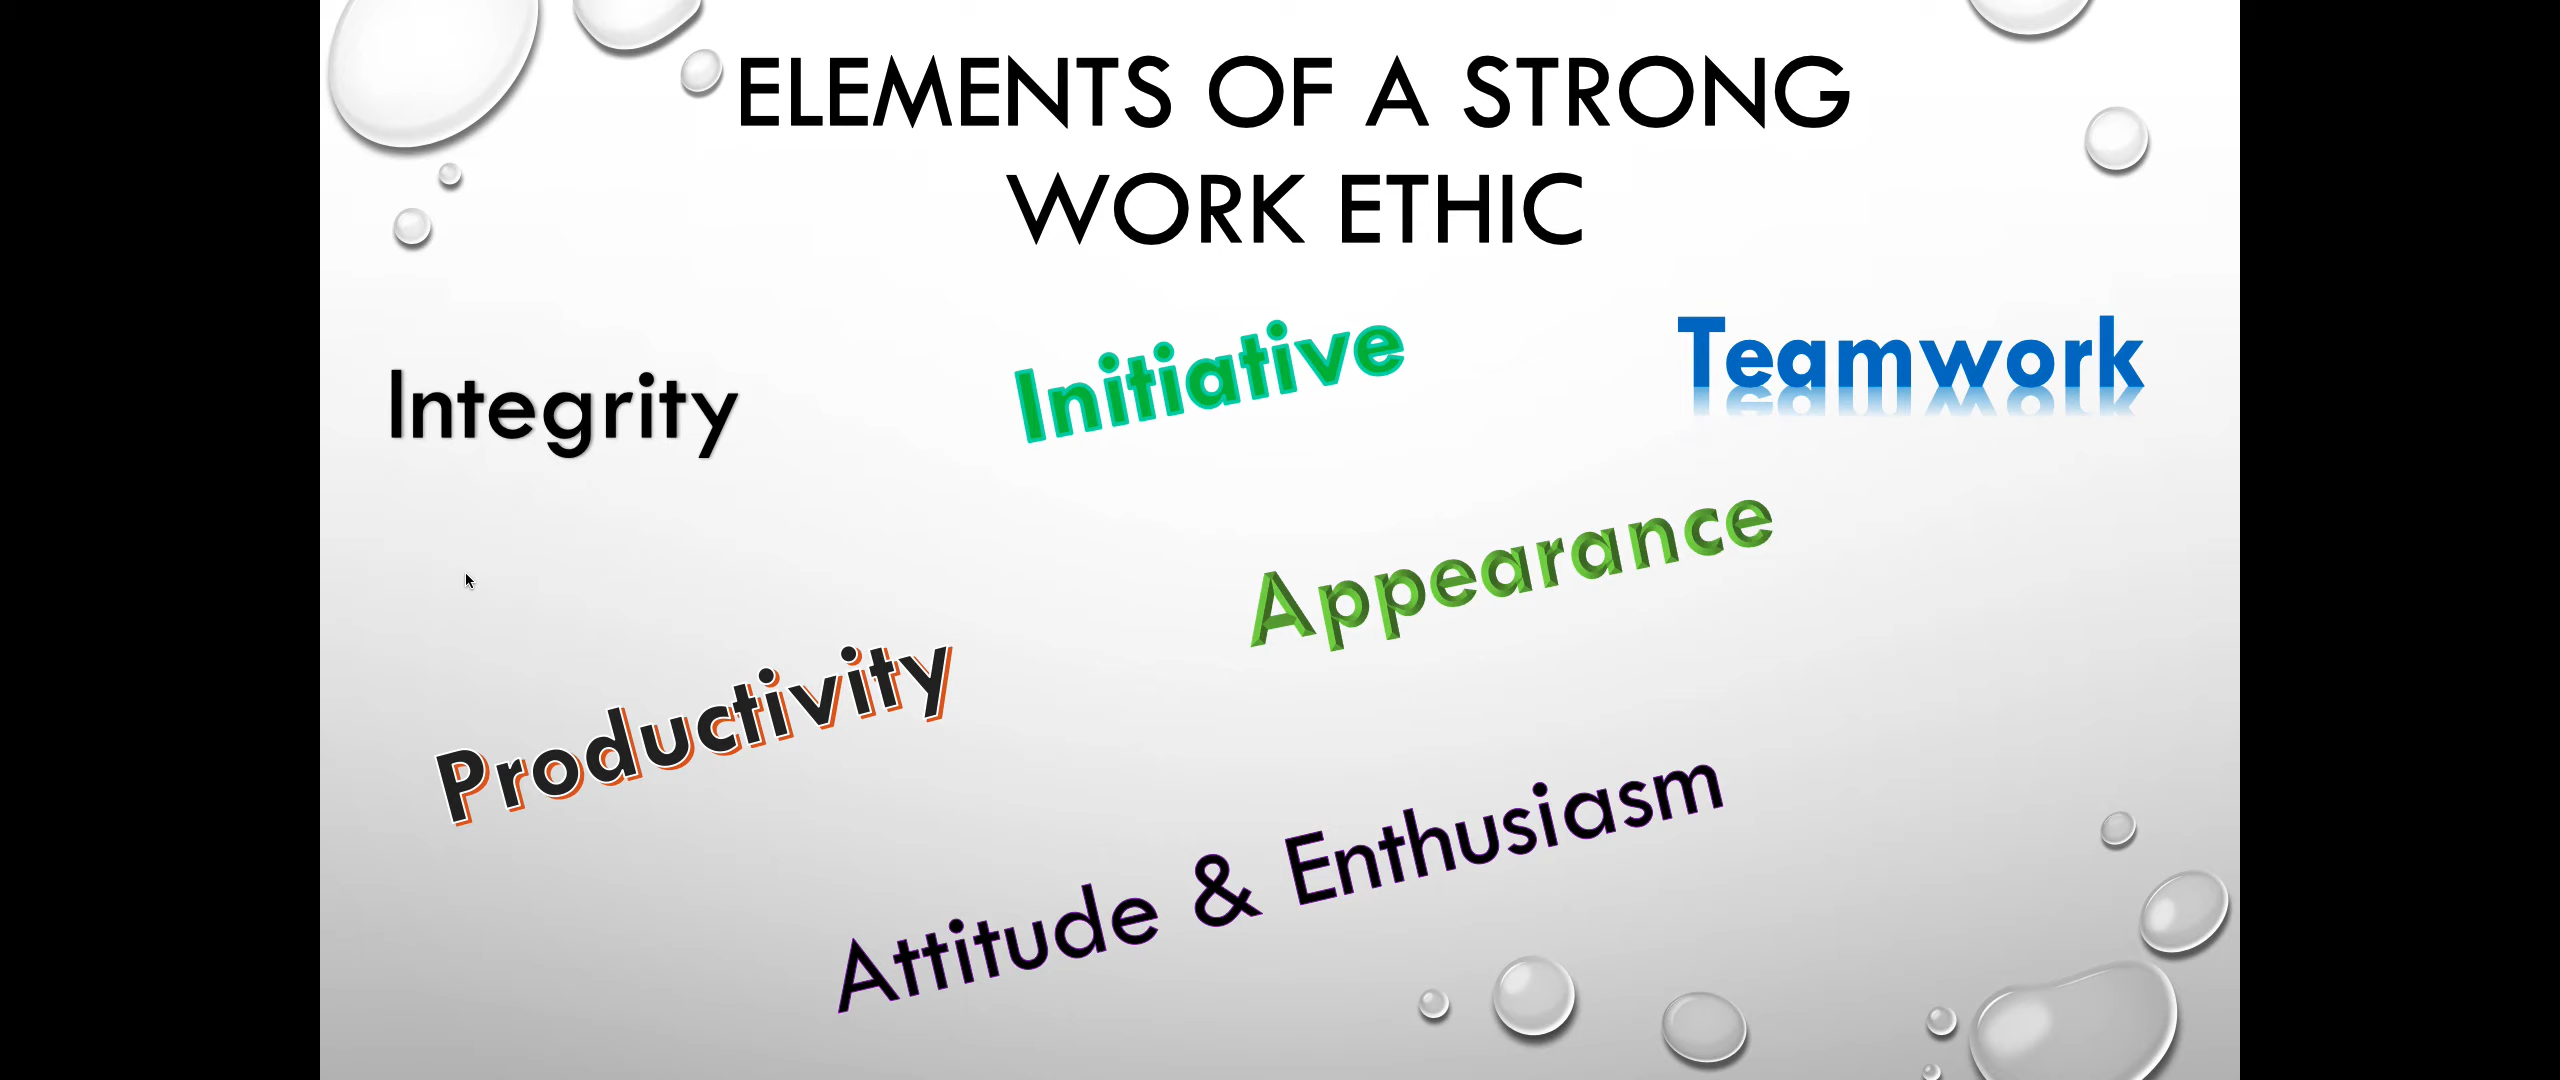 ELEMENTS OF A STRONG
WORK ETHIC
Integrity
Initiative
Teamwork
Appearance
Productivity
Attitude & Enthusiasm